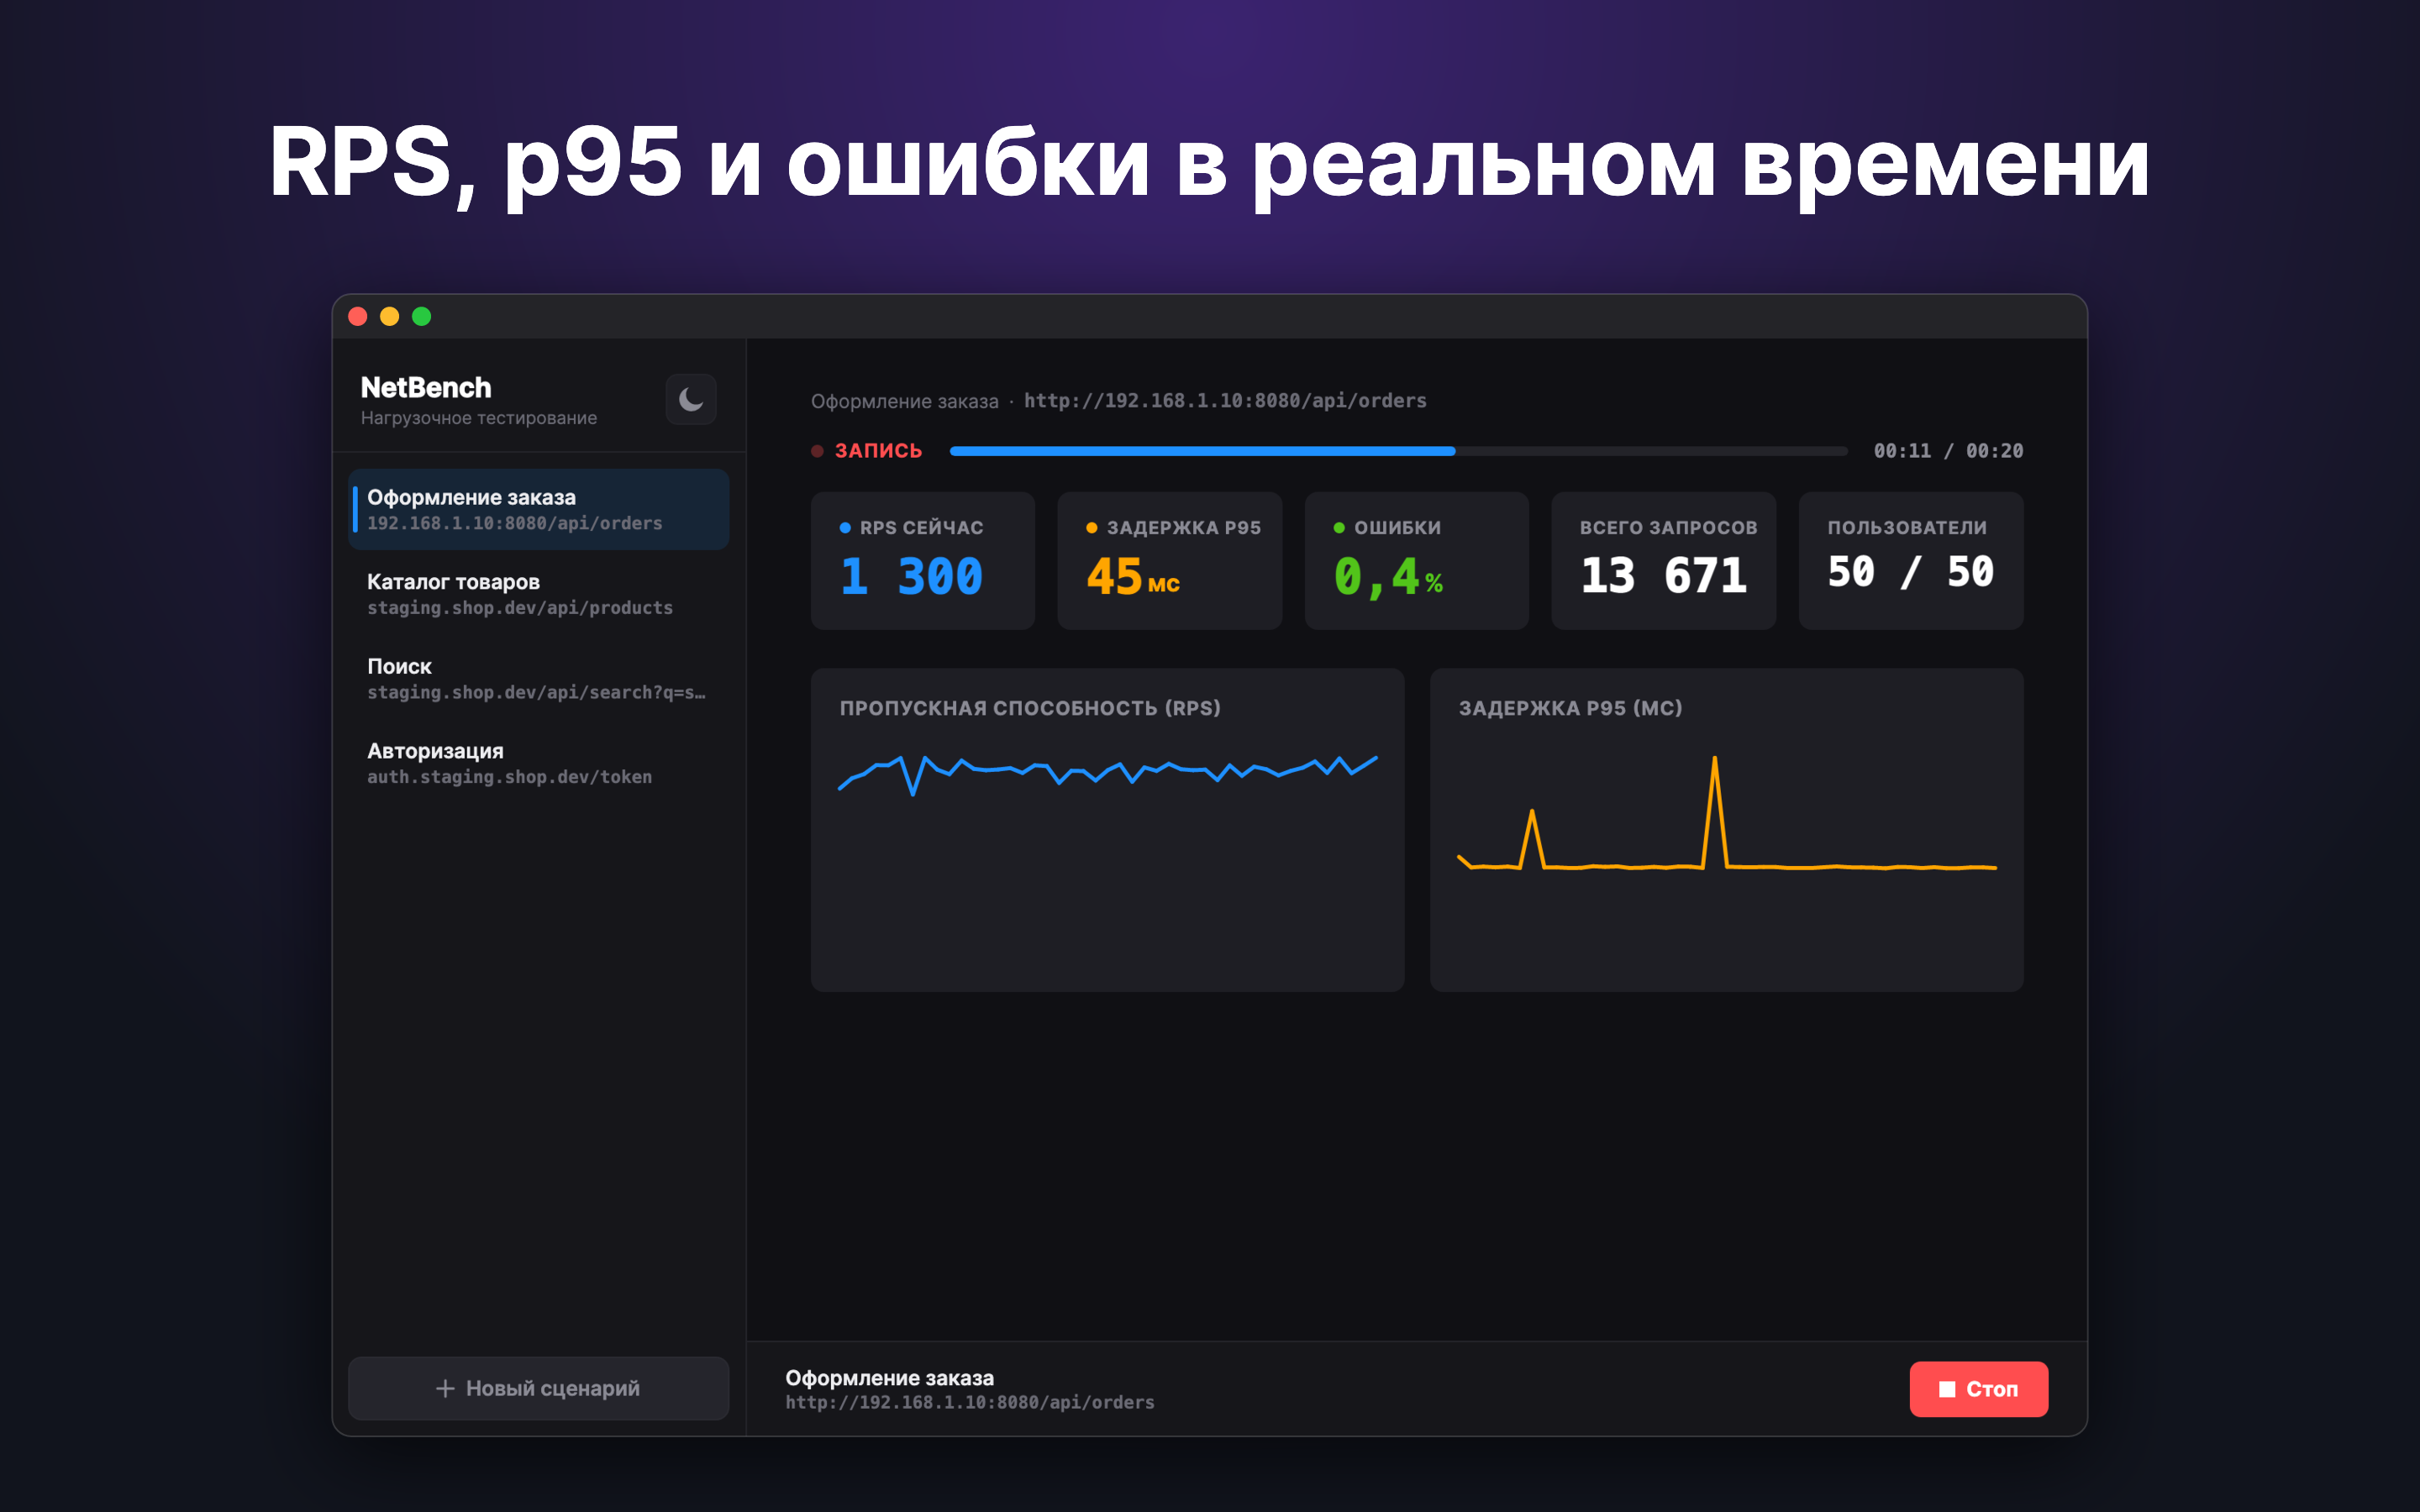 RPS, p95 и ошибки в реальном времени
NetBench
Нагрузочное тестирование
Оформление заказа
192.168.1.10:8080/api/orders
Каталог товаров
staging.shop.dev/api/products
Поиск
staging.shop.dev/api/search?q=s…
Авторизация
auth.staging.shop.dev/token
+ Новый сценарий
Оформление заказа · http://192.168.1.10:8080/api/orders
ЗАПИСЬ
00:11 / 00:20
RPS СЕЙЧАС
1 300
ЗАДЕРЖКА P95
45 мс
ОШИБКИ
0,4 %
ВСЕГО ЗАПРОСОВ
13 671
ПОЛЬЗОВАТЕЛИ
50 / 50
ПРОПУСКНАЯ СПОСОБНОСТЬ (RPS)
ЗАДЕРЖКА P95 (МС)
Оформление заказа
http://192.168.1.10:8080/api/orders
Стоп